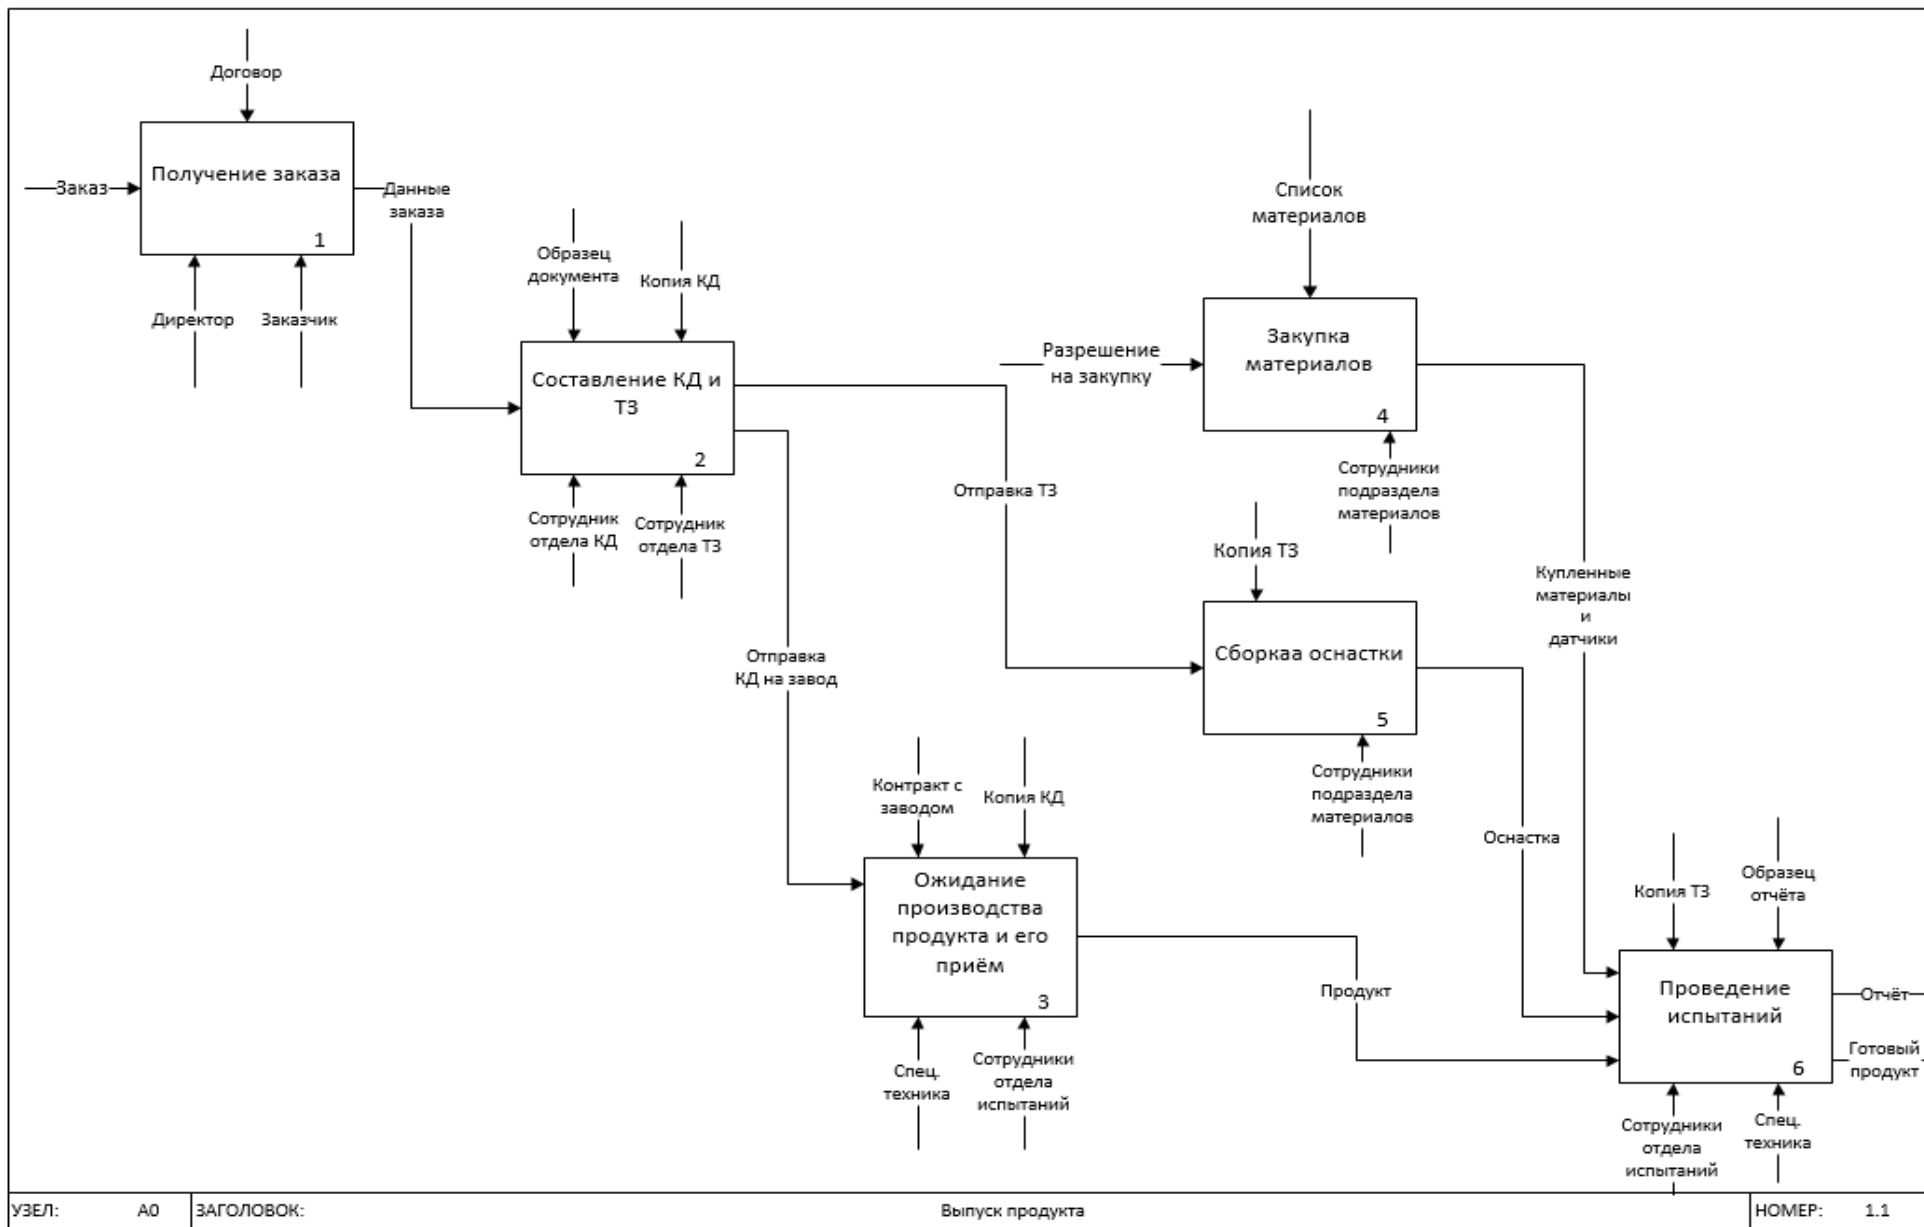 Договор
Заказ
Получение заказа
1
Данные
заказа
Директор
Заказчик
Образец
документа
Копия КД
Составление КД и
ТЗ
2
Сотрудник
отдела КД
Сотрудник
отдела ТЗ
Список
материалов
Разрешение
на закупку
Закупка
материалов
4
Сотрудники
подраздела
материалов
Отправка ТЗ
Копия ТЗ
Купленные
материалы
и
датчики
Сборкаа оснастки
5
Отправка
КД на завод
Сотрудники
подраздела
материалов
Контракт с
заводом
Копия КД
Оснастка
Ожидание
производства
продукта и его
приём
3
Продукт
Спец.
техника
Сотрудники
отдела
испытаний
Копия ТЗ
Образец
отчёта
Проведение
испытаний
6
Отчёт
Готовый
продукт
Сотрудники
отдела
испытаний
Спец.
техника
УЗЕЛ: A0 ЗАГОЛОВОК: Выпуск продукта НОМЕР: 1.1